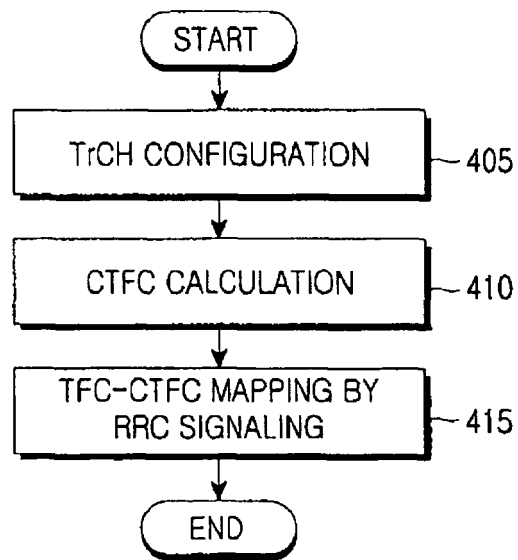 START
TrCH CONFIGURATION
405
CTFC CALCULATION
410
TFC-CTFC MAPPING BY
RRC SIGNALING
415
END